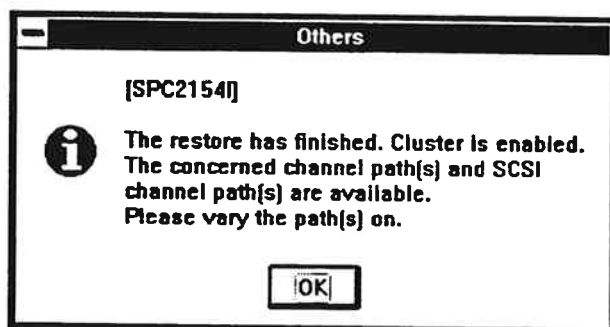 Others
[SPC2154I]
The restore has finished. Cluster is enabled.
The concerned channel path(s) and SCSI
channel path(s) are available.
Please vary the path(s) on.
OK